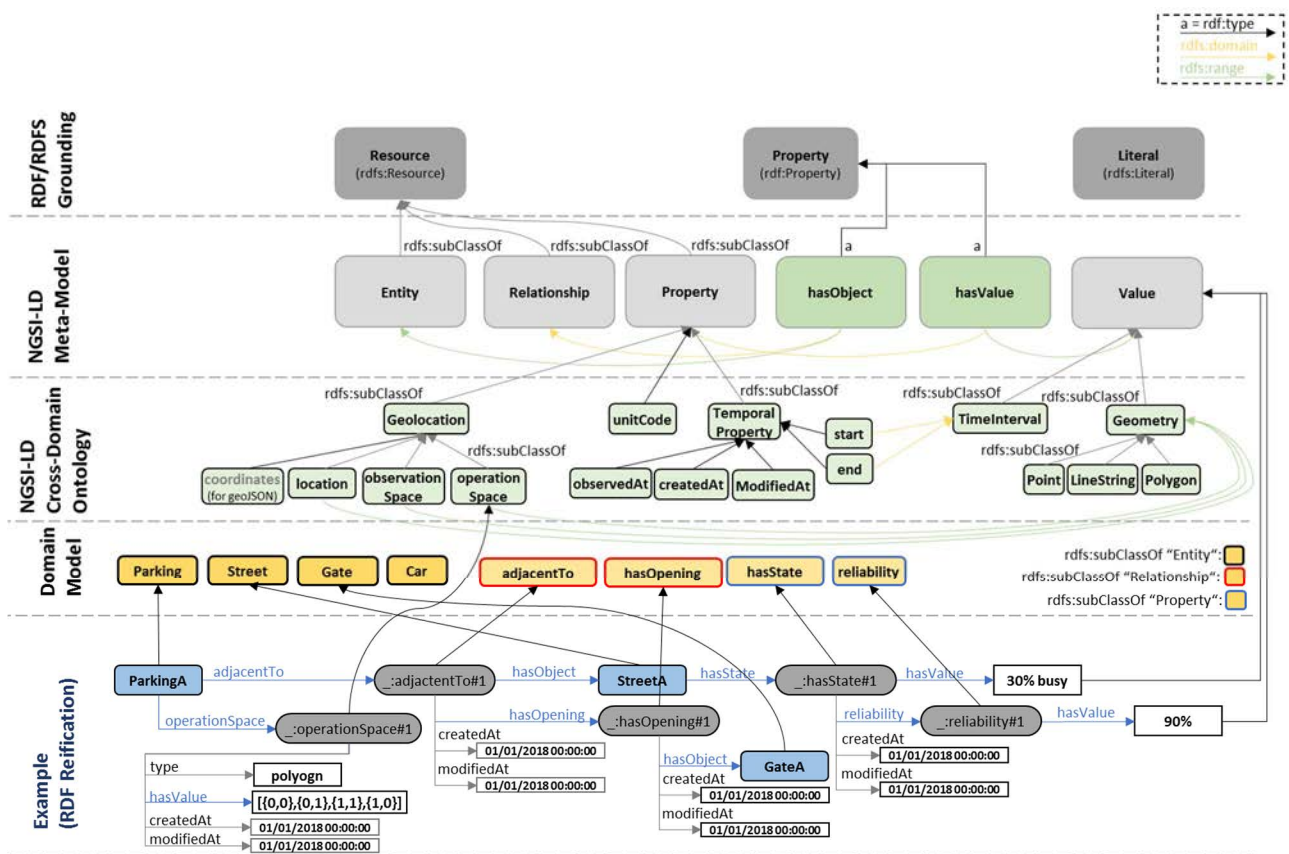 a = rdf:type
rdfs:domain
rdfs:range
RDF/RDFS
Grounding
Resource
(rdfs:Resource)
Property
(rdf:Property)
Literal
(rdfs:Literal)
rdfs:subClassOf
rdfs:subClassOf
rdfs:subClassOf
a
a
NGSI-LD
Meta-Model
Entity
Relationship
Property
hasObject
hasValue
Value
NGSI-LD
Cross-Domain
Ontology
rdfs:subClassOf
rdfs:subClassOf
rdfs:subClassOf
rdfs:subClassOf
Geolocation
unitCode
Temporal
Property
start
end
TimeInterval
Geometry
rdfs:subClassOf
coordinates
(for geoJSON)
location
observation
Space
operation
Space
observedAt
createdAt
ModifiedAt
Point
LineString
Polygon
Domain
Model
Parking
Street
Gate
Car
adjacentTo
hasOpening
hasState
reliability
rdfs:subClassOf “Entity“:
rdfs:subClassOf “Relationship“:
rdfs:subClassOf “Property“:
Example
(RDF Reification)
ParkingA
adjacentTo
_:adjactentTo#1
hasObject
StreetA
hasState
_:hasState#1
hasValue
30% busy
operationSpace
_:operationSpace#1
hasOpening
_:hasOpening#1
reliability
_:reliability#1
hasValue
90%
createdAt
01/01/2018 00:00:00
modifiedAt
01/01/2018 00:00:00
hasObject
GateA
createdAt
01/01/2018 00:00:00
modifiedAt
01/01/2018 00:00:00
createdAt
01/01/2018 00:00:00
modifiedAt
01/01/2018 00:00:00
type
polyogn
hasValue
[{0,0},{0,1},{1,1},{1,0}]
createdAt
01/01/2018 00:00:00
modifiedAt
01/01/2018 00:00:00